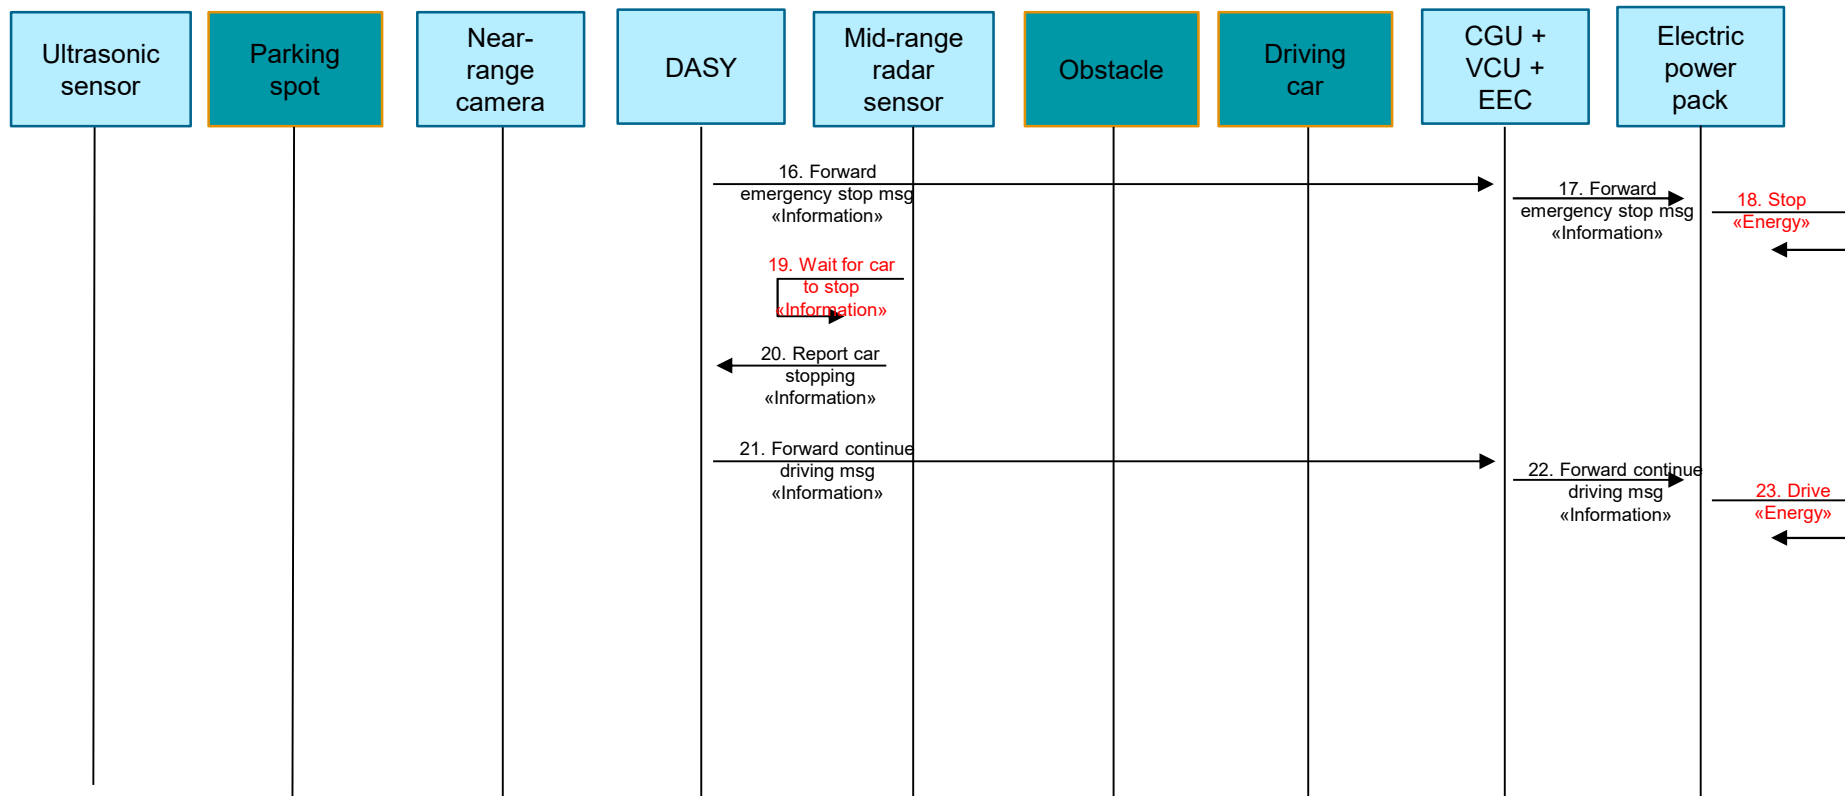 Ultrasonic
sensor
Parking
spot
Near-
range
camera
DASY
Mid-range
radar
sensor
Obstacle
Driving
car
CGU +
VCU +
EEC
Electric
power
pack
16. Forward
emergency stop msg
«Information»
17. Forward
emergency stop msg
«Information»
18. Stop
«Energy»
19. Wait for car
to stop
«Information»
20. Report car
stopping
«Information»
21. Forward continue
driving msg
«Information»
22. Forward continue
driving msg
«Information»
23. Drive
«Energy»